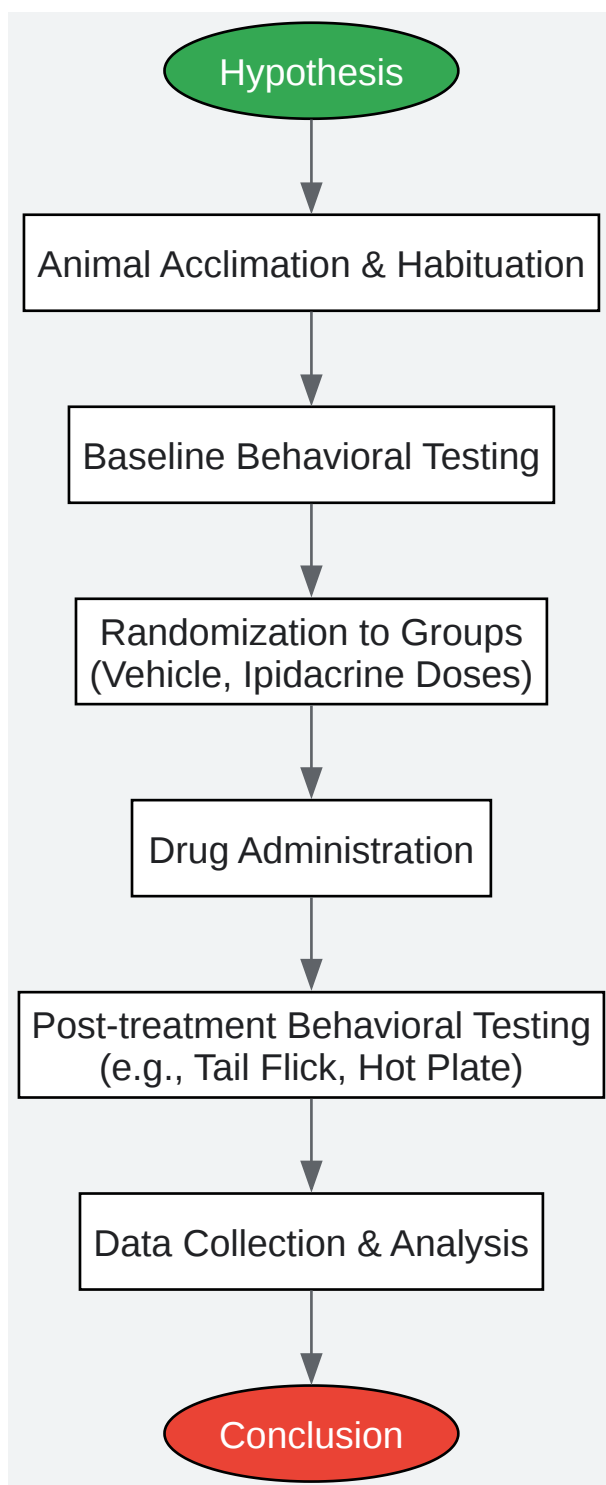 Hypothesis
Animal Acclimation & Habituation
Baseline Behavioral Testing
Randomization to Groups
(Vehicle, Ipidacrine Doses)
Drug Administration
Post-treatment Behavioral Testing
(e.g., Tail Flick, Hot Plate)
Data Collection & Analysis
Conclusion